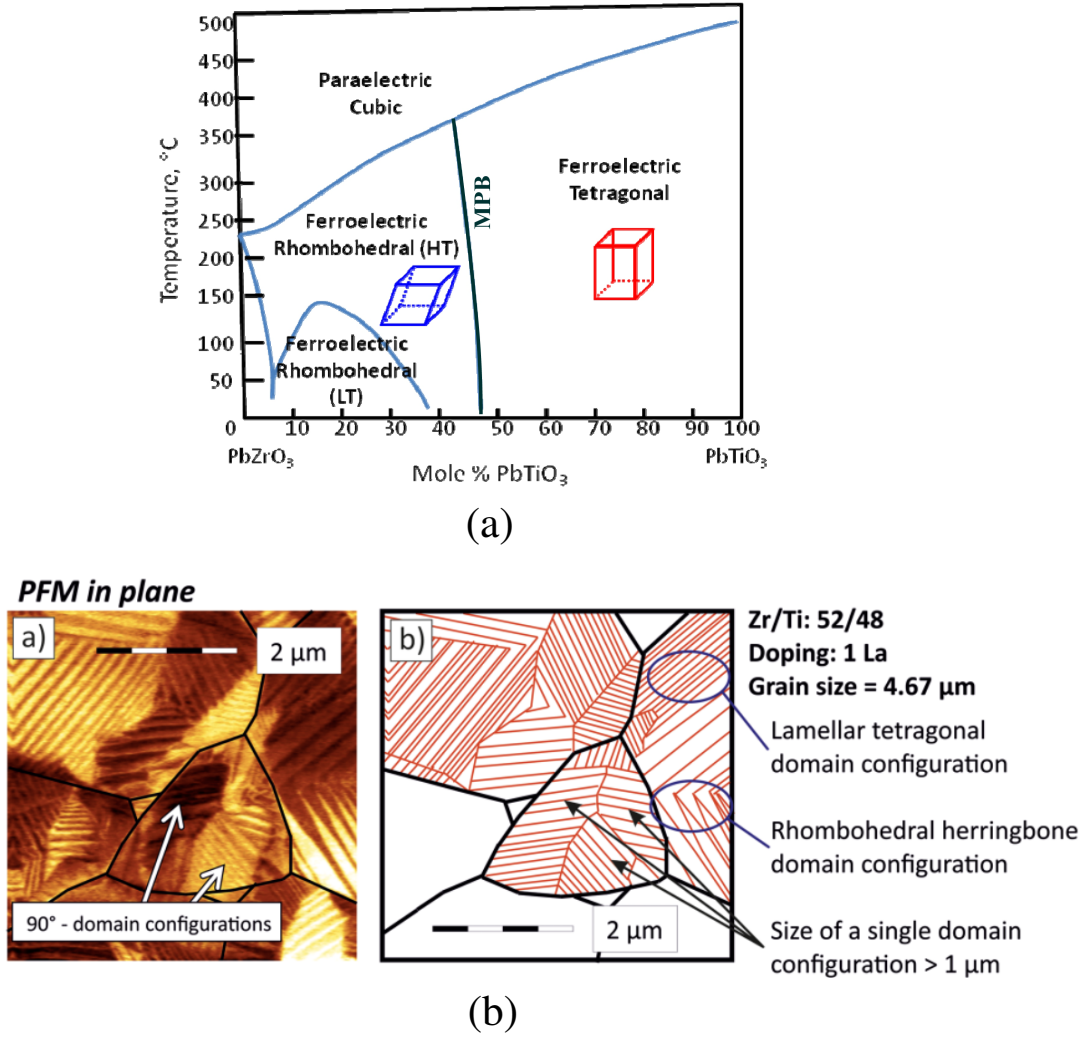 500
450
400
350
300
250
200
150
100
50
Temperature, °C
Paraelectric
Cubic
MPB
Ferroelectric
Tetragonal
Ferroelectric
Rhombohedral (HT)
Ferroelectric
Rhombohedral
(LT)
0 10 20 30 40 50 60 70 80 90 100
PbZrO₃ PbTiO₃
Mole % PbTiO₃
(a)
PFM in plane
a)
2 μm
90° - domain configurations
b)
2 μm
Zr/Ti: 52/48
Doping: 1 La
Grain size = 4.67 μm
Lamellar tetragonal
domain configuration
Rhombohedral herringbone
domain configuration
Size of a single domain
configuration > 1 μm
(b)